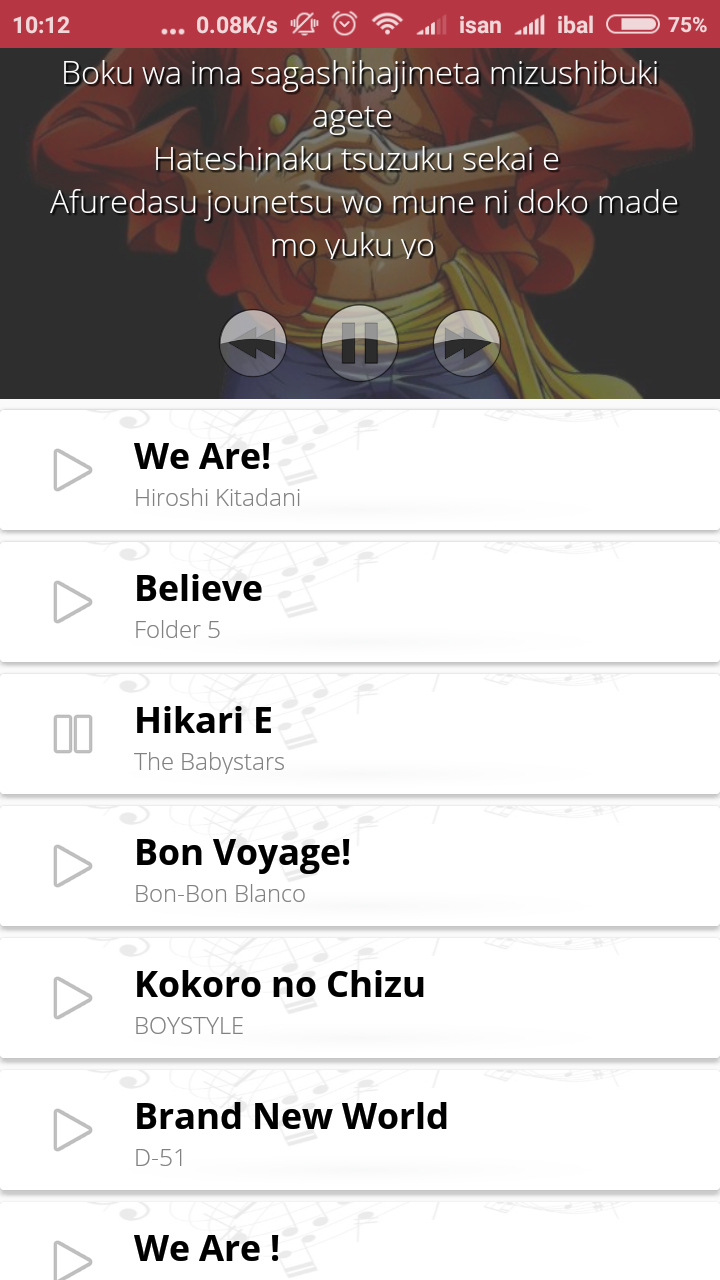 10:12 ... 0.08K/s isan ibal 75%
Boku wa ima sagashihajimeta mizushibuki
agete
Hateshinaku tsuzuku sekai e
Afuredasu jounetsu wo mune ni doko made
mo yuku yo
We Are!
Hiroshi Kitadani
Believe
Folder 5
Hikari E
The Babystars
Bon Voyage!
Bon-Bon Blanco
Kokoro no Chizu
BOYSTYLE
Brand New World
D-51
We Are !